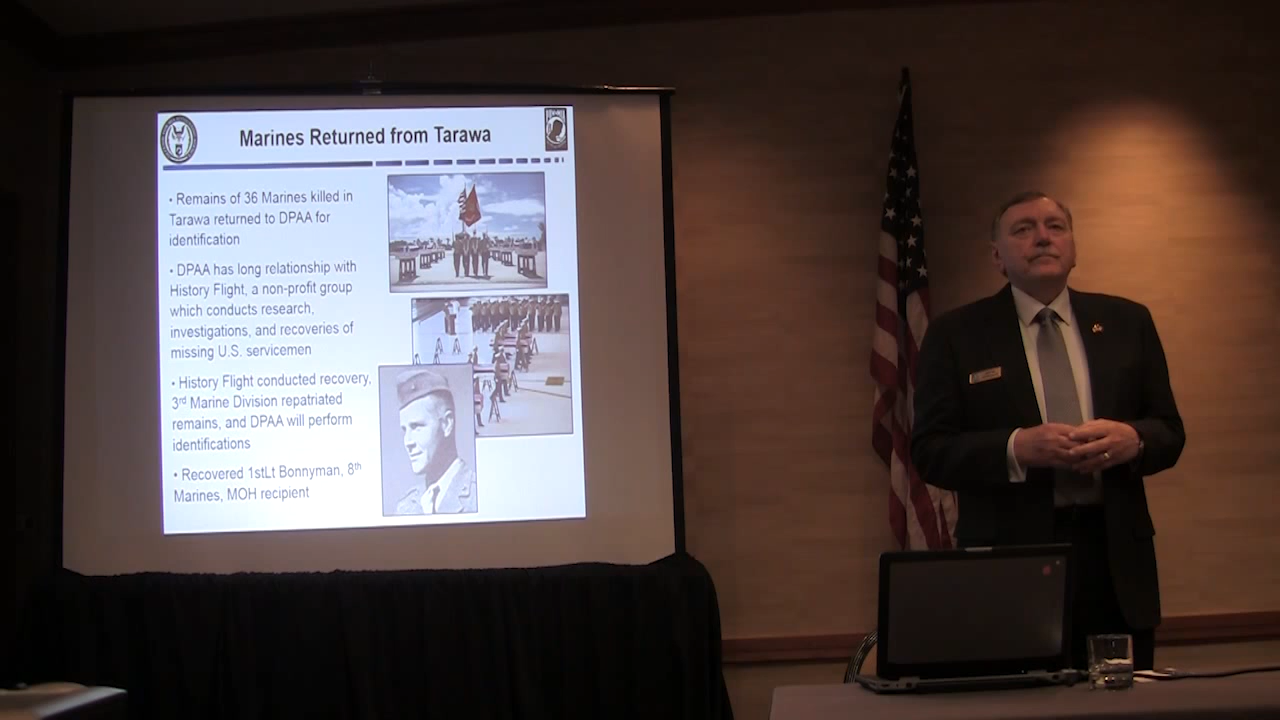 Marines Returned from Tarawa
• Remains of 36 Marines killed in
Tarawa returned to DPAA for
identification
• DPAA has long relationship with
History Flight, a non-profit group
which conducts research,
investigations, and recoveries of
missing U.S. servicemen
• History Flight conducted recovery,
3rd Marine Division repatriated
remains, and DPAA will perform
identifications
• Recovered 1stLt Bonnyman, 8th
Marines, MOH recipient